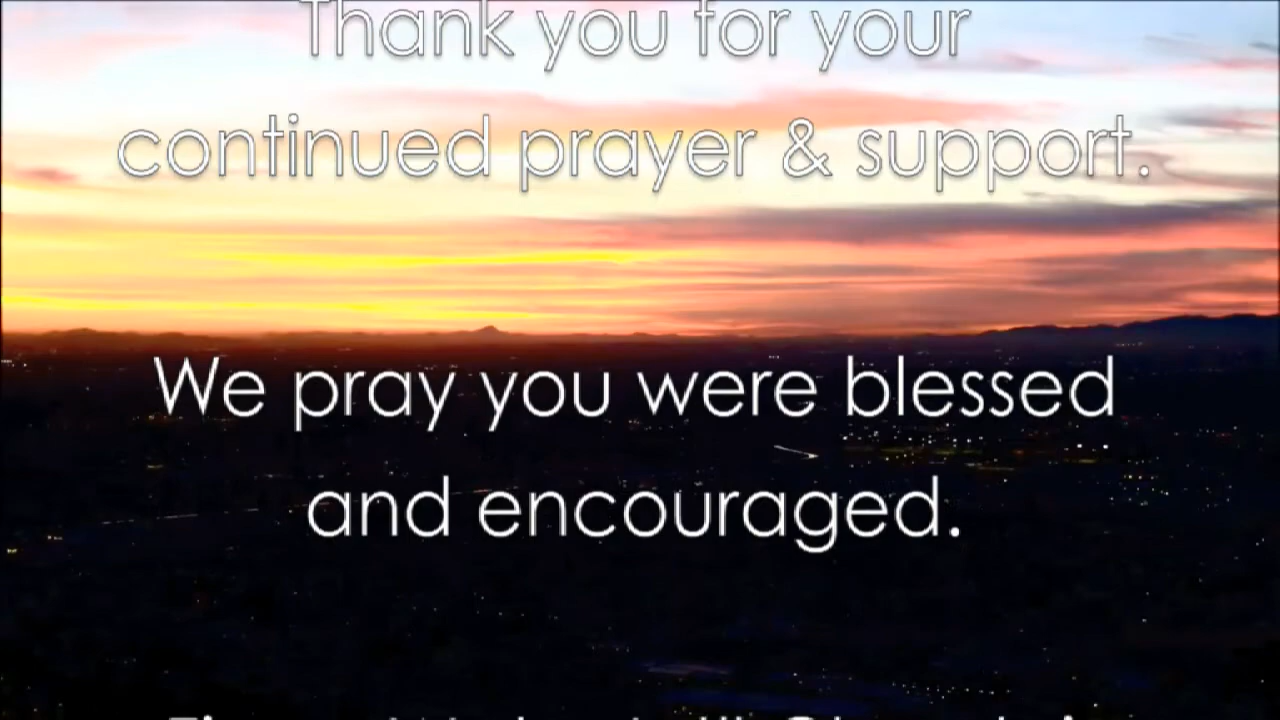 Thank you for your
continued prayer & support.
We pray you were blessed
and encouraged.